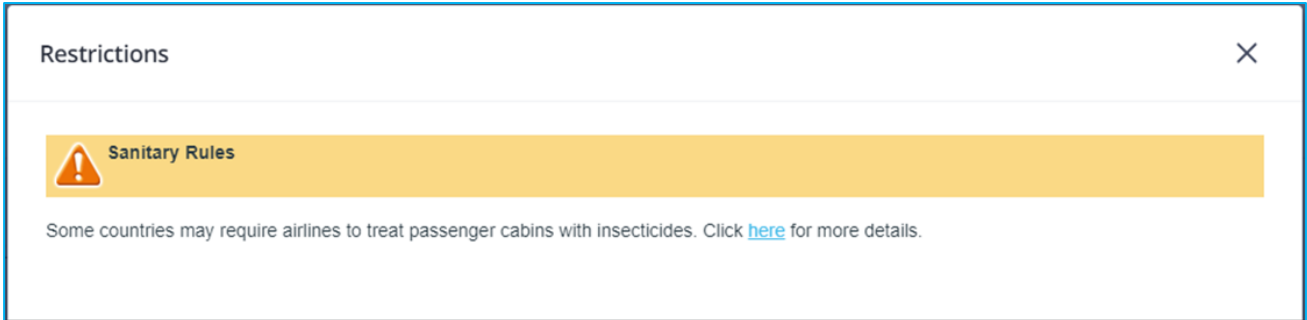 Restrictions
Sanitary Rules
Some countries may require airlines to treat passenger cabins with insecticides. Click here for more details.